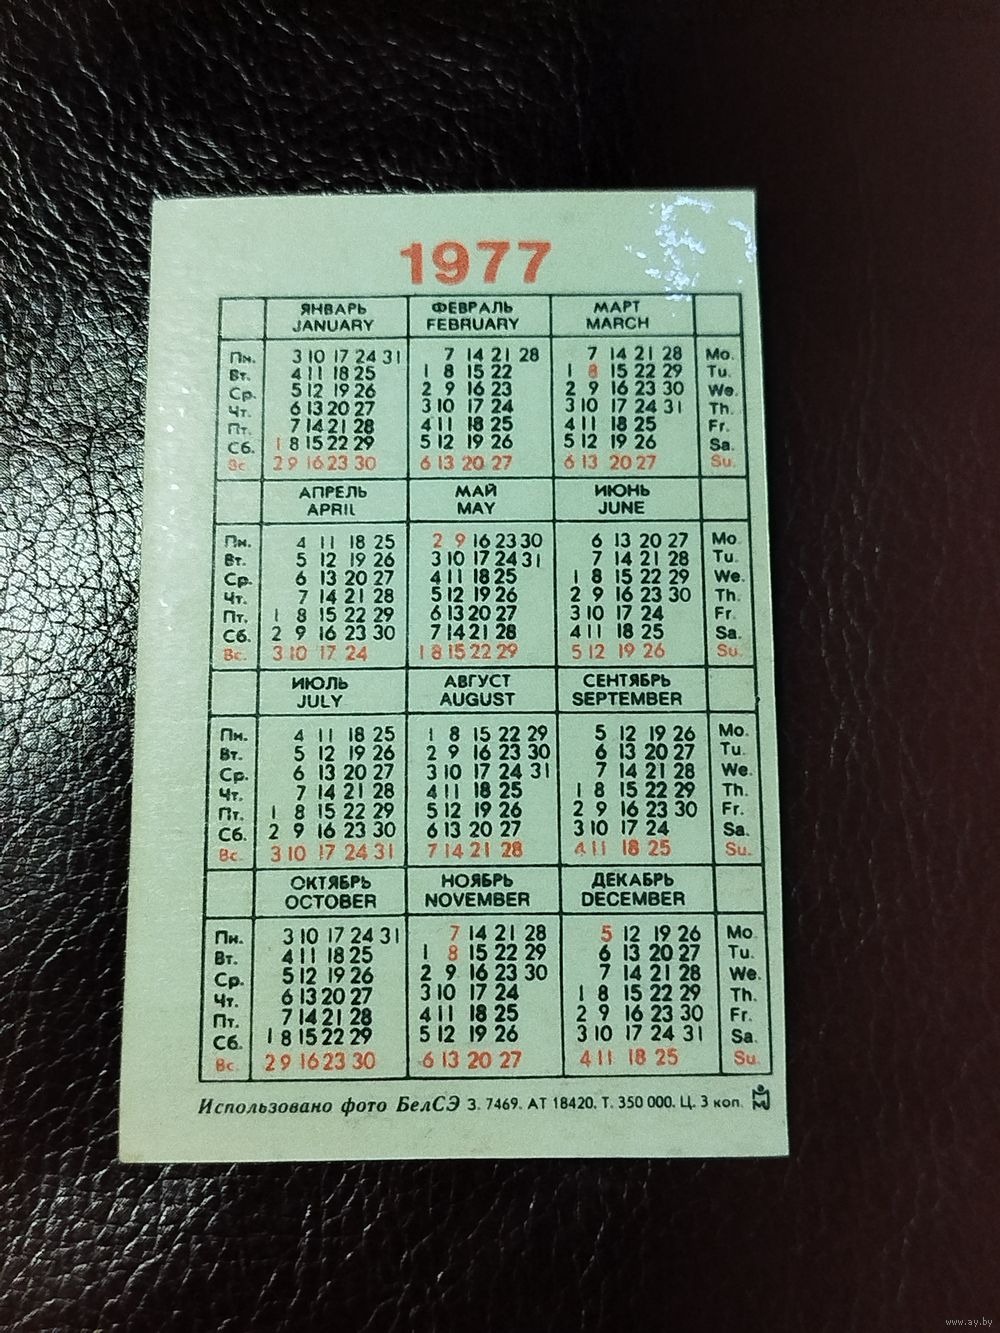 1977
ЯНВАРЬ ФЕВРАЛЬ МАРТ
JANUARY FEBRUARY MARCH
Пн. 3 10 17 24 31 7 14 21 28 7 14 21 28 Mo.
Вт. 4 11 18 25 1 8 15 22 1 8 15 22 29 Tu.
Ср. 5 12 19 26 2 9 16 23 2 9 16 23 30 We.
Чт. 6 13 20 27 3 10 17 24 3 10 17 24 31 Th.
Пт. 7 14 21 28 4 11 18 25 4 11 18 25 Fr.
Сб. 1 8 15 22 29 5 12 19 26 5 12 19 26 Sa.
Вс. 2 9 16 23 30 6 13 20 27 6 13 20 27 Su.
АПРЕЛЬ МАЙ ИЮНЬ
APRIL MAY JUNE
Пн. 4 11 18 25 2 9 16 23 30 6 13 20 27 Mo.
Вт. 5 12 19 26 3 10 17 24 31 7 14 21 28 Tu.
Ср. 6 13 20 27 4 11 18 25 1 8 15 22 29 We.
Чт. 7 14 21 28 5 12 19 26 2 9 16 23 30 Th.
Пт. 1 8 15 22 29 6 13 20 27 3 10 17 24 Fr.
Сб. 2 9 16 23 30 7 14 21 28 4 11 18 25 Sa.
Вс. 3 10 17 24 1 8 15 22 29 5 12 19 26 Su.
ИЮЛЬ АВГУСТ СЕНТЯБРЬ
JULY AUGUST SEPTEMBER
Пн. 4 11 18 25 1 8 15 22 29 5 12 19 26 Mo.
Вт. 5 12 19 26 2 9 16 23 30 6 13 20 27 Tu.
Ср. 6 13 20 27 3 10 17 24 31 7 14 21 28 We.
Чт. 7 14 21 28 4 11 18 25 1 8 15 22 29 Th.
Пт. 1 8 15 22 29 5 12 19 26 2 9 16 23 30 Fr.
Сб. 2 9 16 23 30 6 13 20 27 3 10 17 24 Sa.
Вс. 3 10 17 24 31 7 14 21 28 4 11 18 25 Su.
ОКТЯБРЬ НОЯБРЬ ДЕКАБРЬ
OCTOBER NOVEMBER DECEMBER
Пн. 3 10 17 24 31 7 14 21 28 5 12 19 26 Mo.
Вт. 4 11 18 25 1 8 15 22 29 6 13 20 27 Tu.
Ср. 5 12 19 26 2 9 16 23 30 7 14 21 28 We.
Чт. 6 13 20 27 3 10 17 24 1 8 15 22 29 Th.
Пт. 7 14 21 28 4 11 18 25 2 9 16 23 30 Fr.
Сб. 1 8 15 22 29 5 12 19 26 3 10 17 24 31 Sa.
Вс. 2 9 16 23 30 6 13 20 27 4 11 18 25 Su.
Использовано фото БелСЭ З. 7469. АТ 18420. Т. 350 000. Ц. 3 коп.
www.ay.by